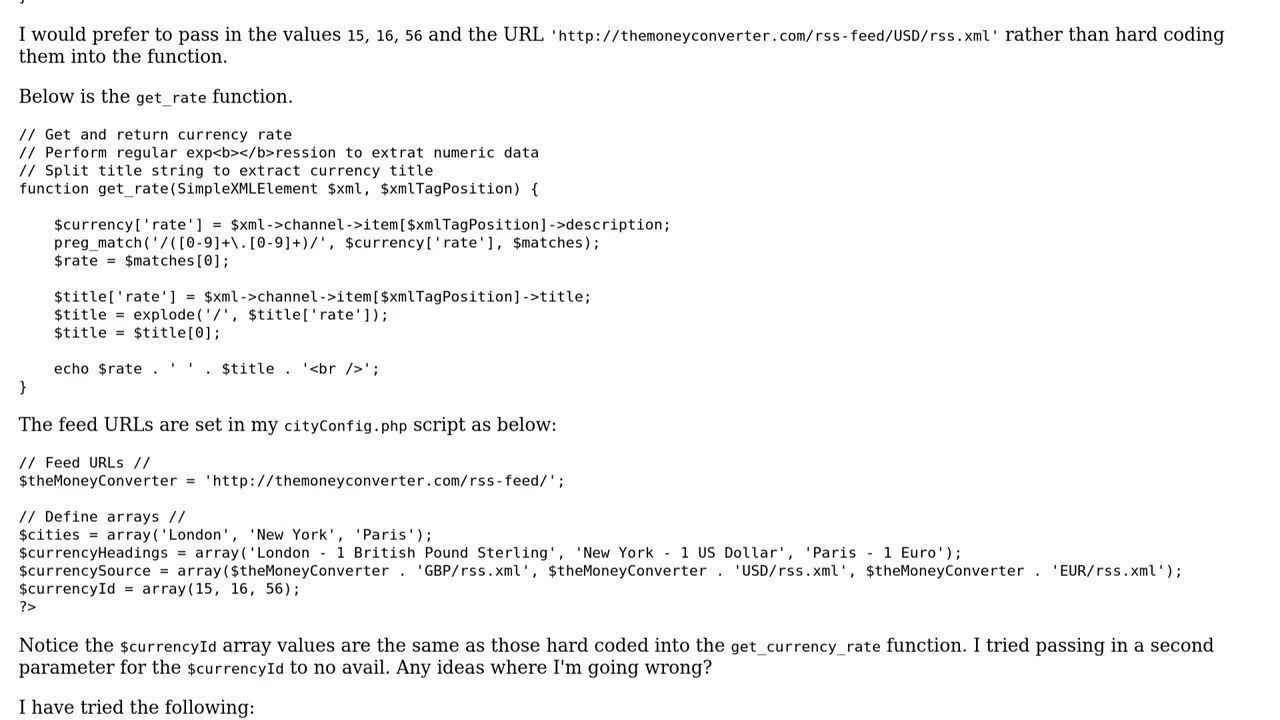 I would prefer to pass in the values 15, 16, 56 and the URL 'http://themoneyconverter.com/rss-feed/USD/rss.xml' rather than hard coding
them into the function.
Below is the get_rate function.
// Get and return currency rate
// Perform regular exp<b></b>ression to extrat numeric data
// Split title string to extract currency title
function get_rate(SimpleXMLElement $xml, $xmlTagPosition) {
    $currency['rate'] = $xml->channel->item[$xmlTagPosition]->description;
    preg_match('/([0-9]+\.[0-9]+)/', $currency['rate'], $matches);
    $rate = $matches[0];
    $title['rate'] = $xml->channel->item[$xmlTagPosition]->title;
    $title = explode('/', $title['rate']);
    $title = $title[0];
    echo $rate . ' ' . $title . '<br />';
}
The feed URLs are set in my cityConfig.php script as below:
// Feed URLs //
$theMoneyConverter = 'http://themoneyconverter.com/rss-feed/';
// Define arrays //
$cities = array('London', 'New York', 'Paris');
$currencyHeadings = array('London - 1 British Pound Sterling', 'New York - 1 US Dollar', 'Paris - 1 Euro');
$currencySource = array($theMoneyConverter . 'GBP/rss.xml', $theMoneyConverter . 'USD/rss.xml', $theMoneyConverter . 'EUR/rss.xml');
$currencyId = array(15, 16, 56);
?>
Notice the $currencyId array values are the same as those hard coded into the get_currency_rate function. I tried passing in a second
parameter for the $currencyId to no avail. Any ideas where I'm going wrong?
I have tried the following: